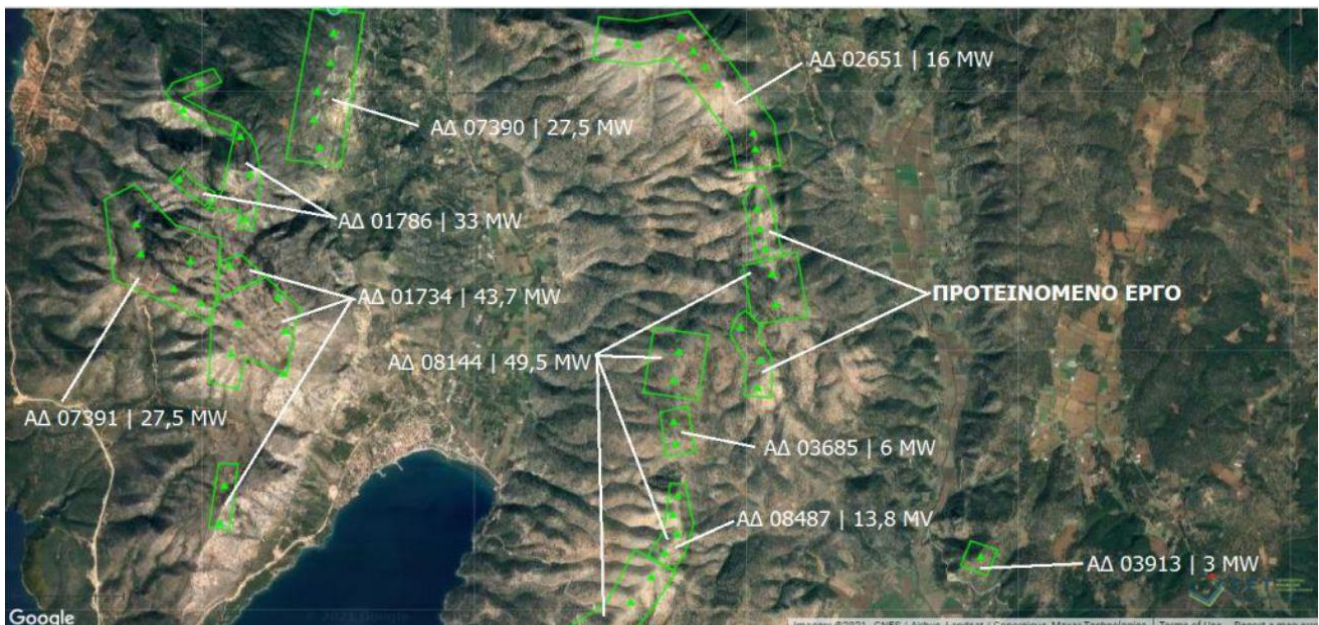 ΑΔ 02651 | 16 MW
ΑΔ 07390 | 27,5 MW
ΑΔ 01786 | 33 MW
ΑΔ 01734 | 43,7 MW
ΠΡΟΤΕΙΝΟΜΕΝΟ ΕΡΓΟ
ΑΔ 08144 | 49,5 MW
ΑΔ 07391 | 27,5 MW
ΑΔ 03685 | 6 MW
ΑΔ 08487 | 13,8 MV
ΑΔ 03913 | 3 MW
Google